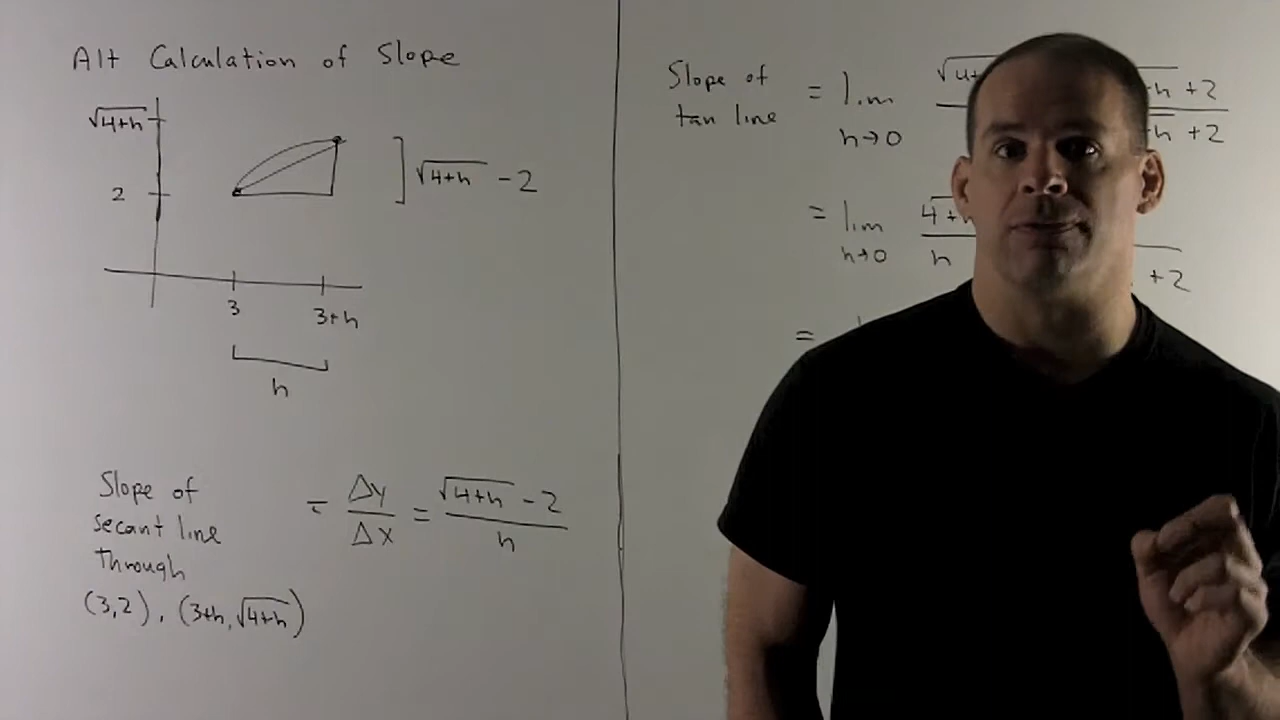 Alt Calculation of Slope
√4+h
2
] √4+h - 2
3
3+h
h
Slope of
secant line
through
(3,2), (3+h, √4+h)
= Δy/Δx = (√4+h - 2)/h
Slope of
tan line
= lim
h→0
h +2
h +2
= lim
h→0
4+h
h
+2
=